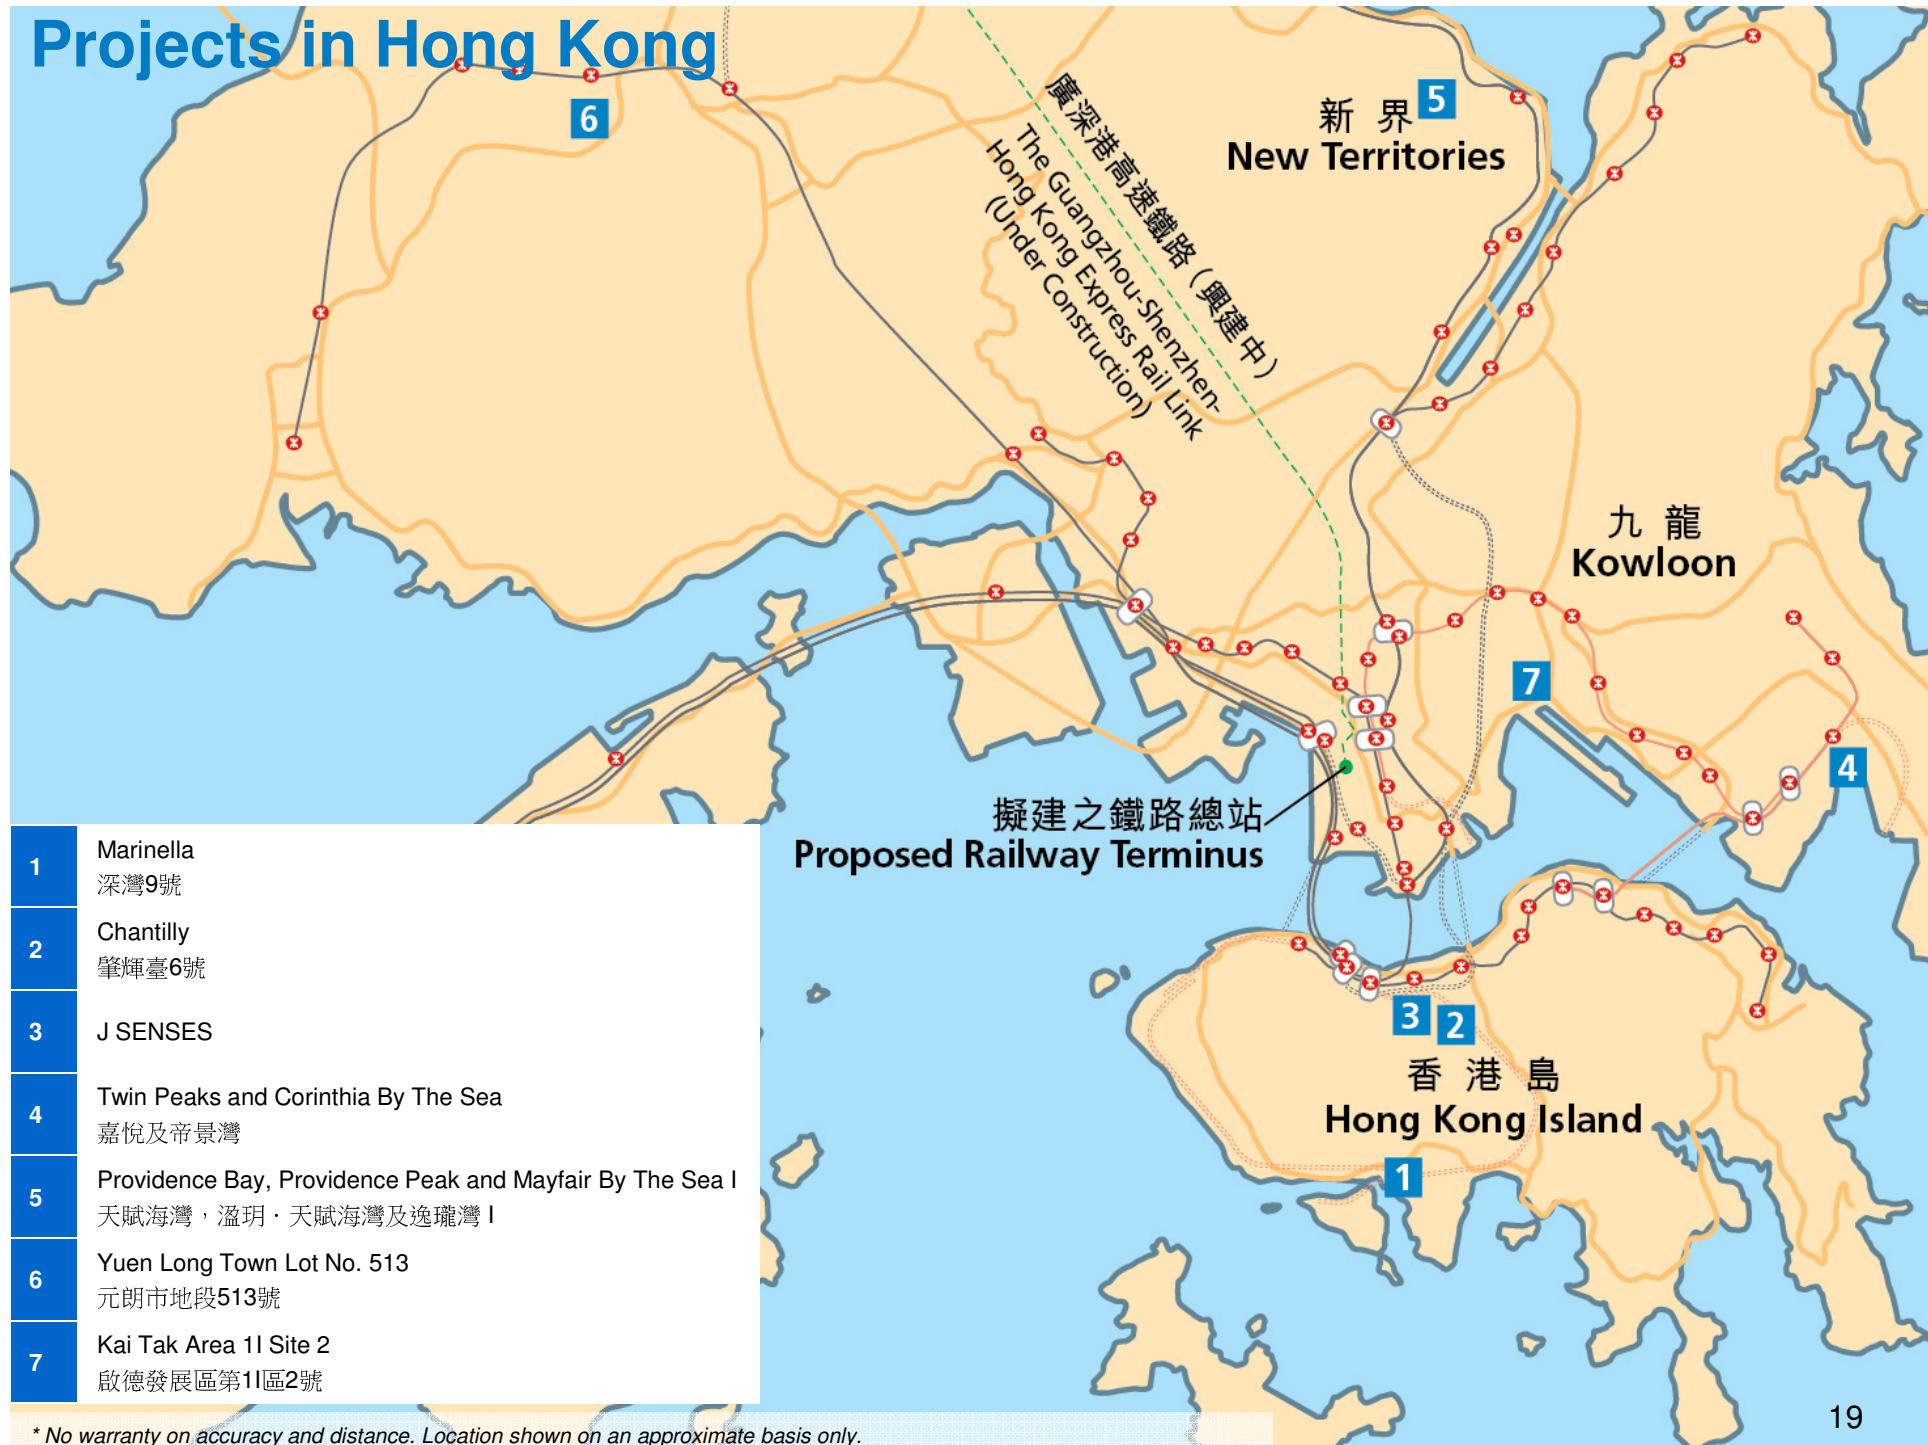 Projects in Hong Kong
6
新界
5
New Territories
廣深港高速鐵路(興建中)
The Guangzhou-Shenzhen-
Hong Kong Express Rail Link
(Under Construction)
九龍
Kowloon
7
4
擬建之鐵路總站
Proposed Railway Terminus
3
2
香港島
Hong Kong Island
1
1
Marinella
深灣9號
2
Chantilly
肇輝臺6號
3
J SENSES
4
Twin Peaks and Corinthia By The Sea
嘉悅及帝景灣
5
Providence Bay, Providence Peak and Mayfair By The Sea I
天賦海灣，溋玥．天賦海灣及逸瓏灣 I
6
Yuen Long Town Lot No. 513
元朗市地段513號
7
Kai Tak Area 1I Site 2
啟德發展區第1I區2號
* No warranty on accuracy and distance. Location shown on an approximate basis only.
19